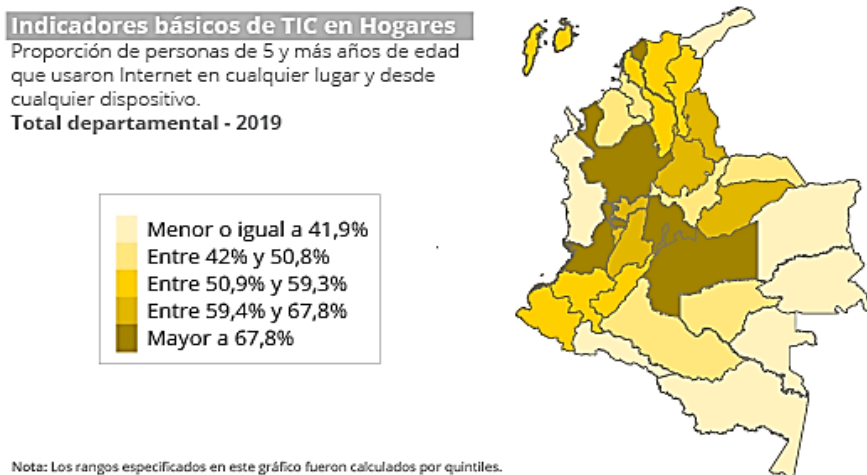 Indicadores básicos de TIC en Hogares
Proporción de personas de 5 y más años de edad
que usaron Internet en cualquier lugar y desde
cualquier dispositivo.
Total departamental - 2019
Menor o igual a 41,9%
Entre 42% y 50,8%
Entre 50,9% y 59,3%
Entre 59,4% y 67,8%
Mayor a 67,8%
Nota: Los rangos especificados en este gráfico fueron calculados por quintiles.